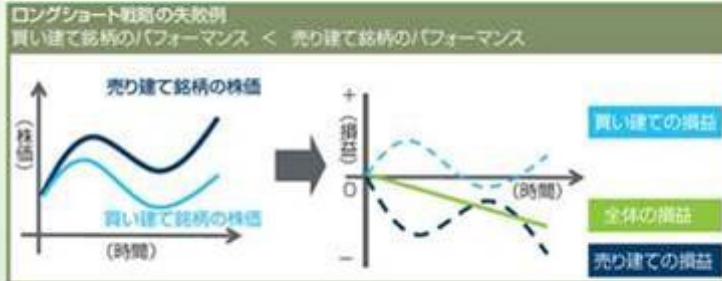 ロングショート戦略の失敗例
買い建て銘柄のパフォーマンス < 売り建て銘柄のパフォーマンス
売り建て銘柄の株価
(株価)
買い建て銘柄の株価
(時間)
+
(損益)
0
−
(時間)
買い建ての損益
全体の損益
売り建ての損益